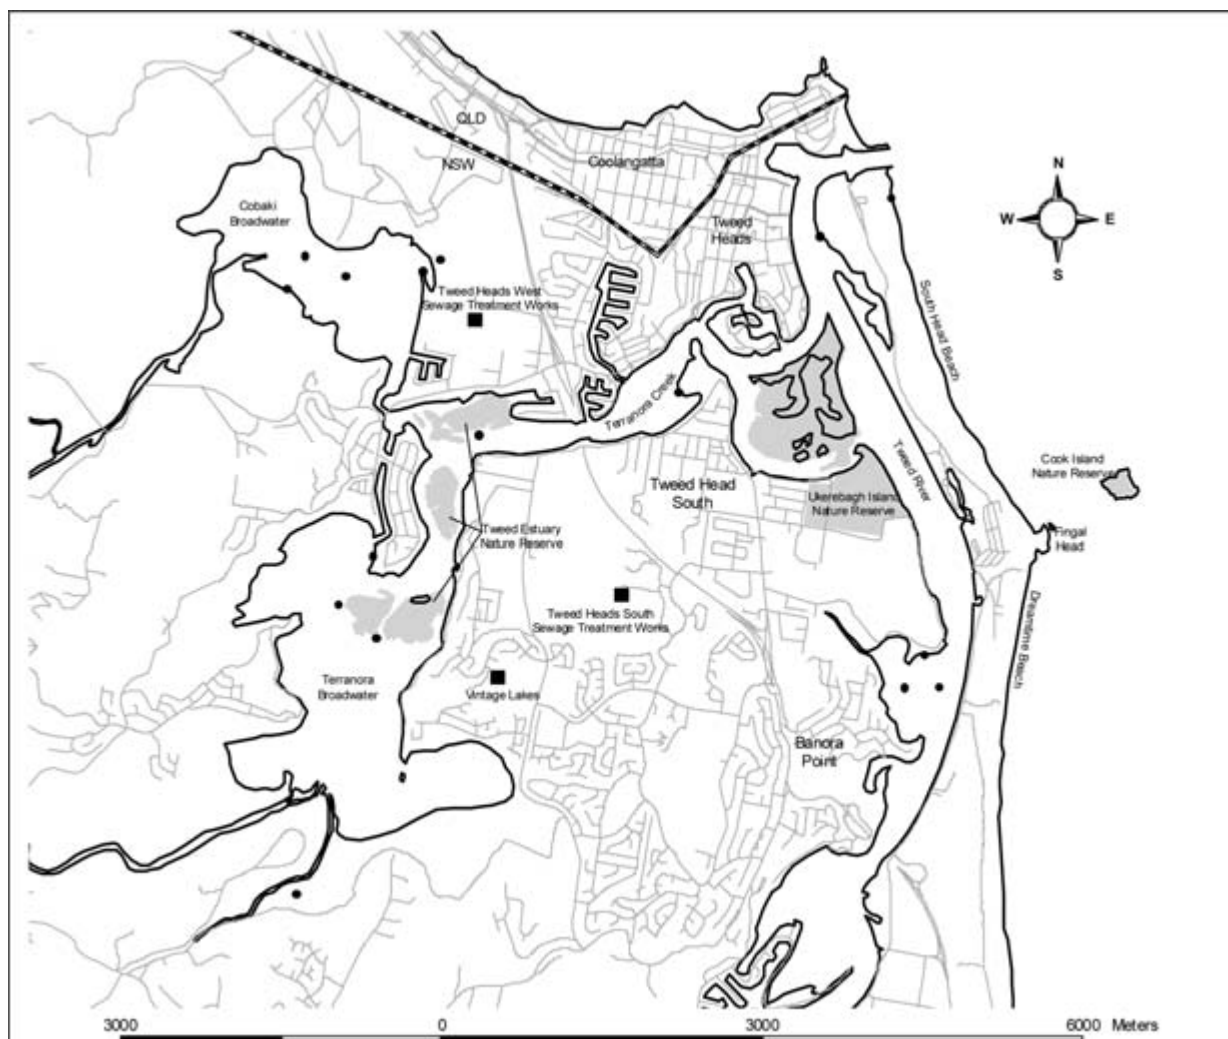 QLD
NSW
Coolangatta
N
W
E
S
Cobaki
Broadwater
Tweed
Heads
Tweed Heads West
Sewage Treatment Works
South Head Beach
Terranora Creek
Tweed River
Cook Island
Nature Reserve
Tweed Head
South
Ukerebagh Island
Nature Reserve
Tweed Estuary
Nature Reserve
Fingal
Head
Tweed Heads South
Sewage Treatment Works
Dreamtime Beach
Terranora
Broadwater
Vintage Lakes
Banora
Point
3000
0
3000
6000 Meters